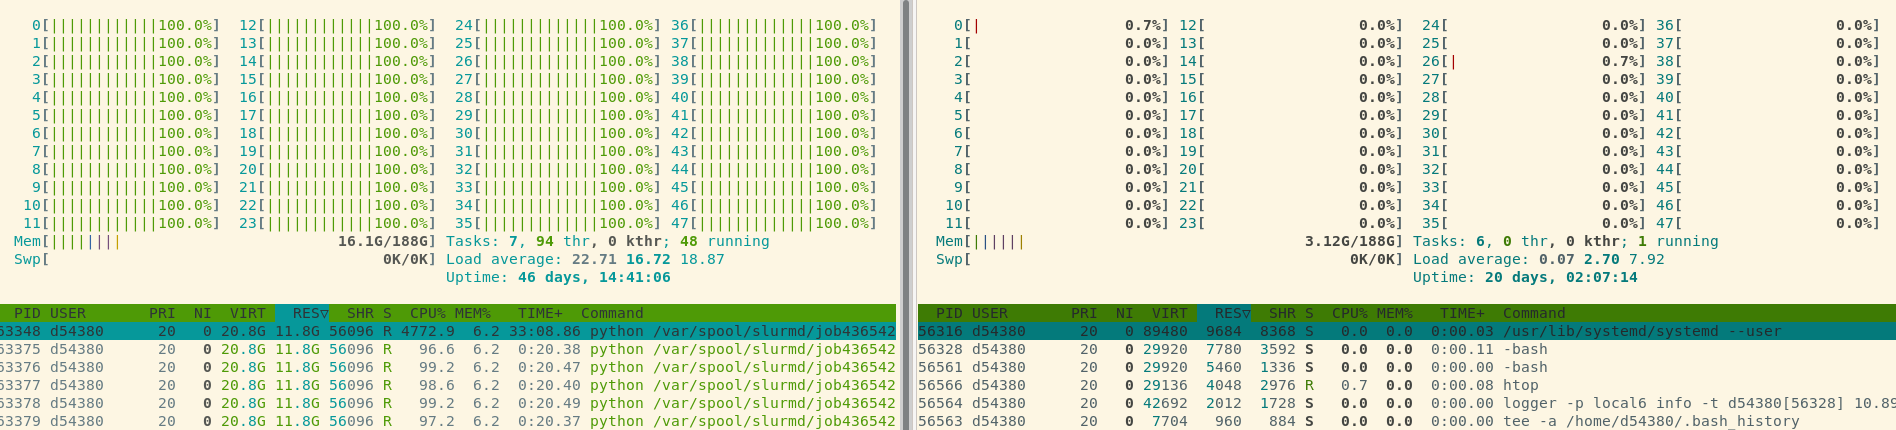 0[||||||||||||100.0%] 12[||||||||||||100.0%] 24[|||||||||||||100.0%] 36[|||||||||||||100.0%]
1[||||||||||||100.0%] 13[||||||||||||100.0%] 25[|||||||||||||100.0%] 37[|||||||||||||100.0%]
2[||||||||||||100.0%] 14[||||||||||||100.0%] 26[|||||||||||||100.0%] 38[|||||||||||||100.0%]
3[||||||||||||100.0%] 15[||||||||||||100.0%] 27[|||||||||||||100.0%] 39[|||||||||||||100.0%]
4[||||||||||||100.0%] 16[||||||||||||100.0%] 28[|||||||||||||100.0%] 40[|||||||||||||100.0%]
5[||||||||||||100.0%] 17[||||||||||||100.0%] 29[|||||||||||||100.0%] 41[|||||||||||||100.0%]
6[||||||||||||100.0%] 18[||||||||||||100.0%] 30[|||||||||||||100.0%] 42[|||||||||||||100.0%]
7[||||||||||||100.0%] 19[||||||||||||100.0%] 31[|||||||||||||100.0%] 43[|||||||||||||100.0%]
8[||||||||||||100.0%] 20[||||||||||||100.0%] 32[|||||||||||||100.0%] 44[|||||||||||||100.0%]
9[||||||||||||100.0%] 21[||||||||||||100.0%] 33[|||||||||||||100.0%] 45[|||||||||||||100.0%]
10[||||||||||||100.0%] 22[||||||||||||100.0%] 34[|||||||||||||100.0%] 46[|||||||||||||100.0%]
11[||||||||||||100.0%] 23[||||||||||||100.0%] 35[|||||||||||||100.0%] 47[|||||||||||||100.0%]
Mem[|||||||| 16.1G/188G] Tasks: 7, 94 thr, 0 kthr; 48 running
Swp[ 0K/0K] Load average: 22.71 16.72 18.87
Uptime: 46 days, 14:41:06
PID USER PRI NI VIRT RES▽ SHR S CPU% MEM% TIME+ Command
53348 d54380 20 0 20.8G 11.8G 56096 R 4772.9 6.2 33:08.86 python /var/spool/slurmd/job436542
53375 d54380 20 0 20.8G 11.8G 56096 R 96.6 6.2 0:20.38 python /var/spool/slurmd/job436542
53376 d54380 20 0 20.8G 11.8G 56096 R 99.2 6.2 0:20.47 python /var/spool/slurmd/job436542
53377 d54380 20 0 20.8G 11.8G 56096 R 98.6 6.2 0:20.40 python /var/spool/slurmd/job436542
53378 d54380 20 0 20.8G 11.8G 56096 R 99.2 6.2 0:20.49 python /var/spool/slurmd/job436542
53379 d54380 20 0 20.8G 11.8G 56096 R 97.2 6.2 0:20.39 python /var/spool/slurmd/job436542
0[| 0.7%] 12[ 0.0%] 24[ 0.0%] 36[ 0.0%]
1[ 0.0%] 13[ 0.0%] 25[ 0.0%] 37[ 0.0%]
2[ 0.0%] 14[ 0.0%] 26[| 0.7%] 38[ 0.0%]
3[ 0.0%] 15[ 0.0%] 27[ 0.0%] 39[ 0.0%]
4[ 0.0%] 16[ 0.0%] 28[ 0.0%] 40[ 0.0%]
5[ 0.0%] 17[ 0.0%] 29[ 0.0%] 41[ 0.0%]
6[ 0.0%] 18[ 0.0%] 30[ 0.0%] 42[ 0.0%]
7[ 0.0%] 19[ 0.0%] 31[ 0.0%] 43[ 0.0%]
8[ 0.0%] 20[ 0.0%] 32[ 0.0%] 44[ 0.0%]
9[ 0.0%] 21[ 0.0%] 33[ 0.0%] 45[ 0.0%]
10[ 0.0%] 22[ 0.0%] 34[ 0.0%] 46[ 0.0%]
11[ 0.0%] 23[ 0.0%] 35[ 0.0%] 47[ 0.0%]
Mem[|||||| 3.12G/188G] Tasks: 6, 0 thr, 0 kthr; 1 running
Swp[ 0K/0K] Load average: 0.07 2.70 7.92
Uptime: 20 days, 02:07:14
PID USER PRI NI VIRT RES▽ SHR S CPU% MEM% TIME+ Command
56316 d54380 20 0 89480 9684 8368 S 0.0 0.0 0:00.03 /usr/lib/systemd/systemd --user
56328 d54380 20 0 29920 7780 3592 S 0.0 0.0 0:00.11 -bash
56561 d54380 20 0 29920 5460 1336 S 0.0 0.0 0:00.00 -bash
56566 d54380 20 0 29136 4048 2976 R 0.7 0.0 0:00.08 htop
56564 d54380 20 0 42692 2012 1728 S 0.0 0.0 0:00.00 logger -p local6 info -t d54380[56328] 10.89
56563 d54380 20 0 7704 960 884 S 0.0 0.0 0:00.00 tee -a /home/d54380/.bash_history